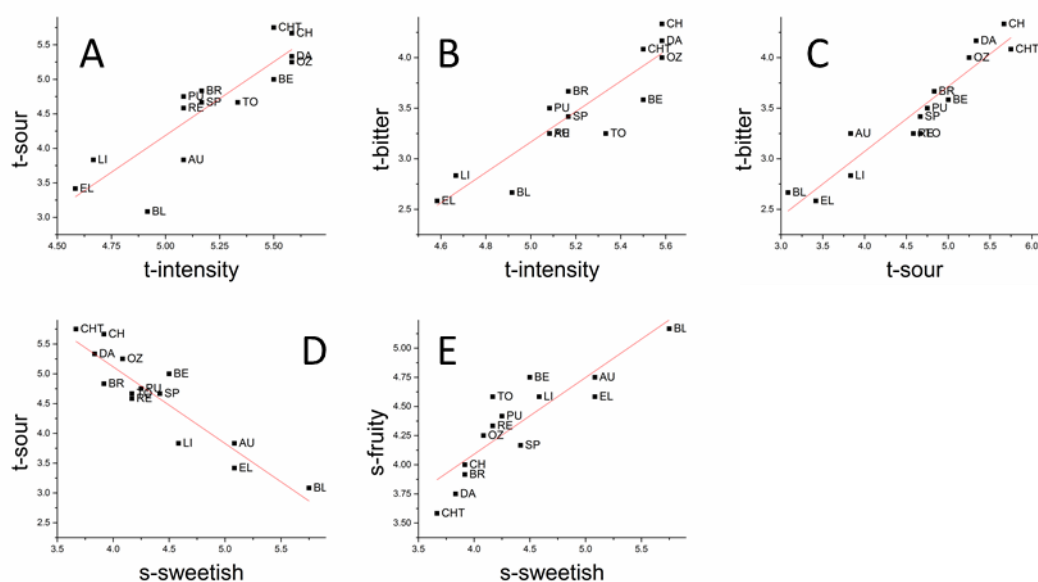 A
t-sour
5.5
5.0
4.5
4.0
3.5
3.0
CHT
CH
DA
OZ
BE
BR
PU
SP
TO
RE
LI
AU
EL
BL
4.50
4.75
5.00
5.25
5.50
t-intensity
B
t-bitter
4.0
3.5
3.0
2.5
CH
DA
CHT
OZ
BR
BE
PU
SP
TO
LI
BL
EL
4.6
4.8
5.0
5.2
5.4
5.6
t-intensity
C
t-bitter
4.0
3.5
3.0
2.5
CH
DA
CHT
OZ
BR
BE
PU
SP
AU
TO
LI
BL
EL
3.0
3.5
4.0
4.5
5.0
5.5
6.0
t-sour
D
t-sour
5.5
5.0
4.5
4.0
3.5
3.0
2.5
CHT
CH
DA
OZ
BE
BR
PU
SP
TO
RE
LI
AU
EL
BL
3.5
4.0
4.5
5.0
5.5
s-sweetish
E
s-fruity
5.00
4.75
4.50
4.25
4.00
3.75
3.50
BL
BE
AU
TO
LI
EL
PU
RE
OZ
SP
CH
BR
DA
CHT
3.5
4.0
4.5
5.0
5.5
s-sweetish